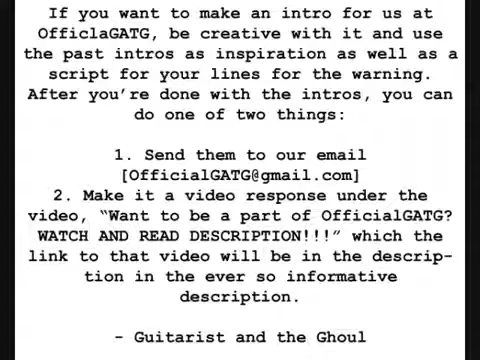 If you want to make an intro for us at
OfficlaGATG, be creative with it and use
the past intros as inspiration as well as a
script for your lines for the warning.
After you're done with the intros, you can
do one of two things:
1. Send them to our email
[OfficialGATG@gmail.com]
2. Make it a video response under the
video, “Want to be a part of OfficialGATG?
WATCH AND READ DESCRIPTION!!!” which the
link to that video will be in the descrip-
tion in the ever so informative
description.
- Guitarist and the Ghoul